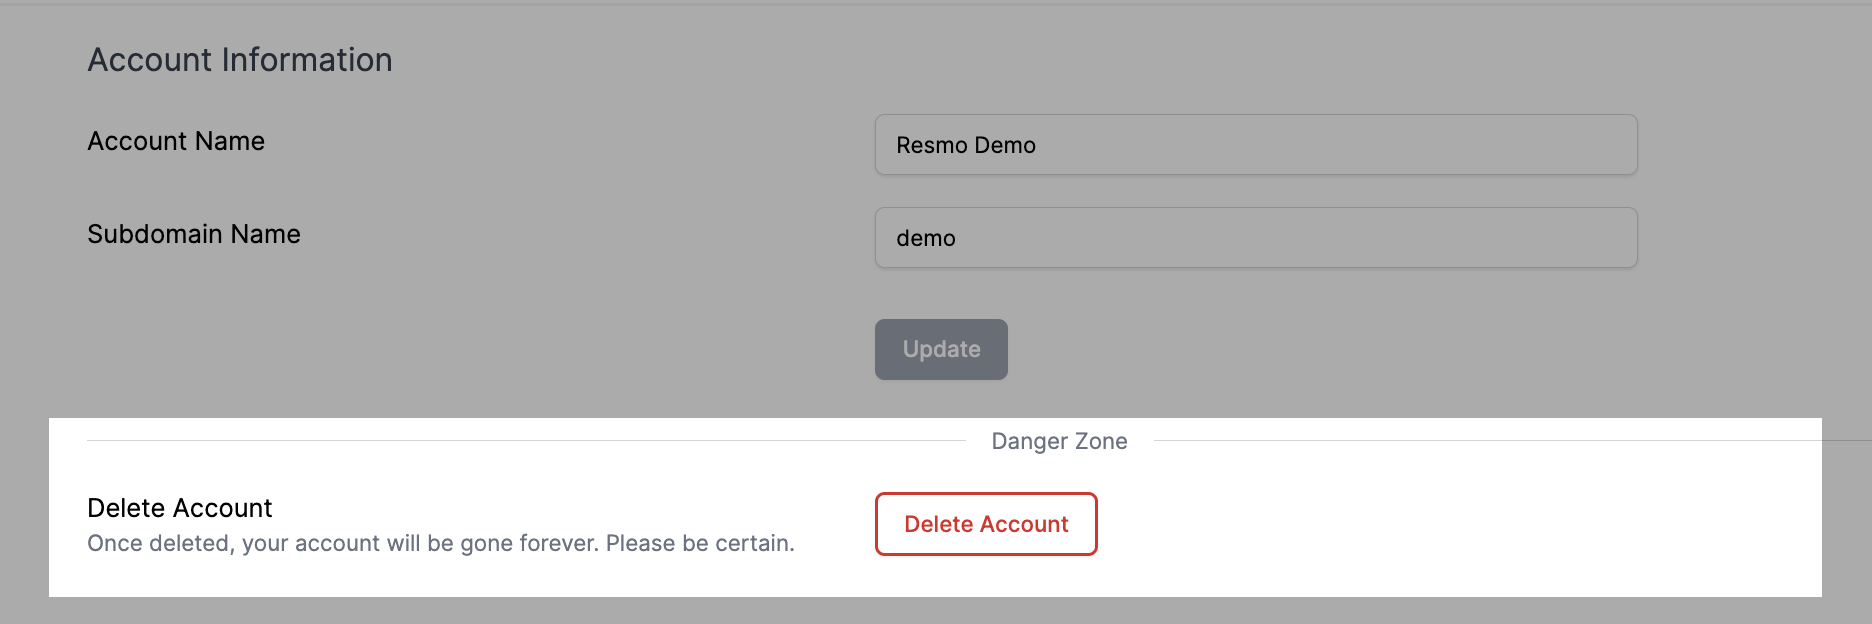 Account Information
Account Name
Resmo Demo
Subdomain Name
demo
Update
Danger Zone
Delete Account
Delete Account
Once deleted, your account will be gone forever. Please be certain.